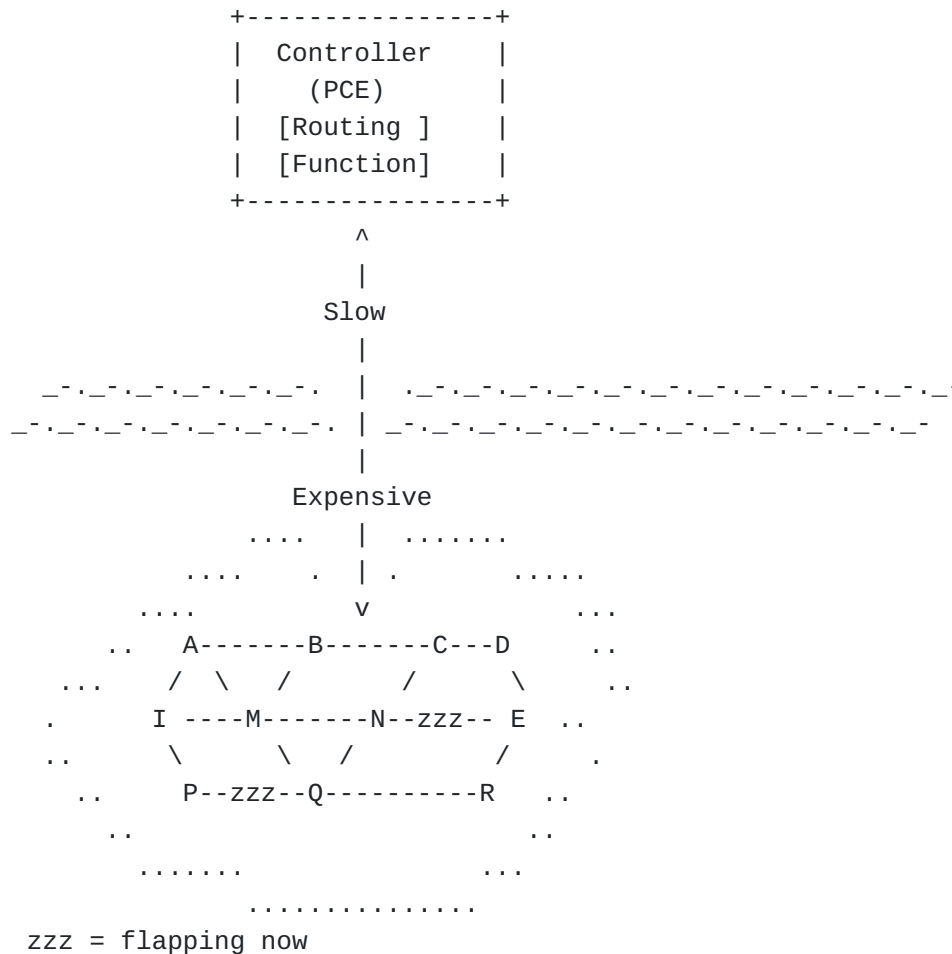 +----------------+
|  Controller    |
|    (PCE)       |
|  [Routing ]    |
|  [Function]    |
+----------------+
^
|
Slow
|
_-._-._-._-._-._-.  |  ._-._-._-._-._-._-._-._-._-._-._-._-
_-._-._-._-._-._-._-. | _-._-._-._-._-._-._-._-._-._-._-._-
|
Expensive
....   |  .......
....    .  | .       .....
....          v             ...
..   A-------B-------C---D     ..
...     /  \   /       /      \     ..
.      I ----M-------N--zzz-- E  ..
..      \      \   /         /     .
..     P--zzz--Q----------R   ..
..                          ..
.......               ...
...............
zzz = flapping now